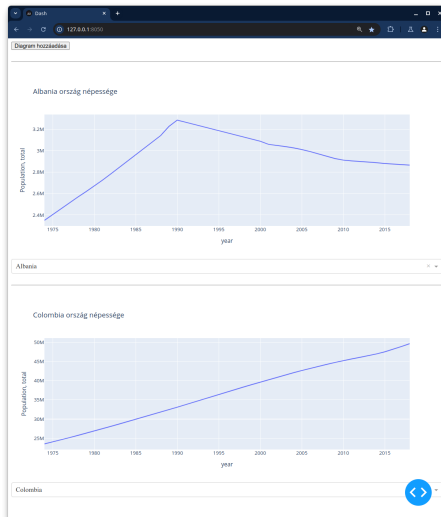 Dash
127.0.0.1:8050
Diagram hozzáadása
Albania ország népessége
3.2M
3M
2.8M
2.6M
2.4M
Population, total
1975 1980 1985 1990 1995 2000 2005 2010 2015
year
Albania
Colombia ország népessége
50M
45M
40M
35M
30M
25M
Population, total
1975 1980 1985 1990 1995 2000 2005 2010 2015
year
Colombia